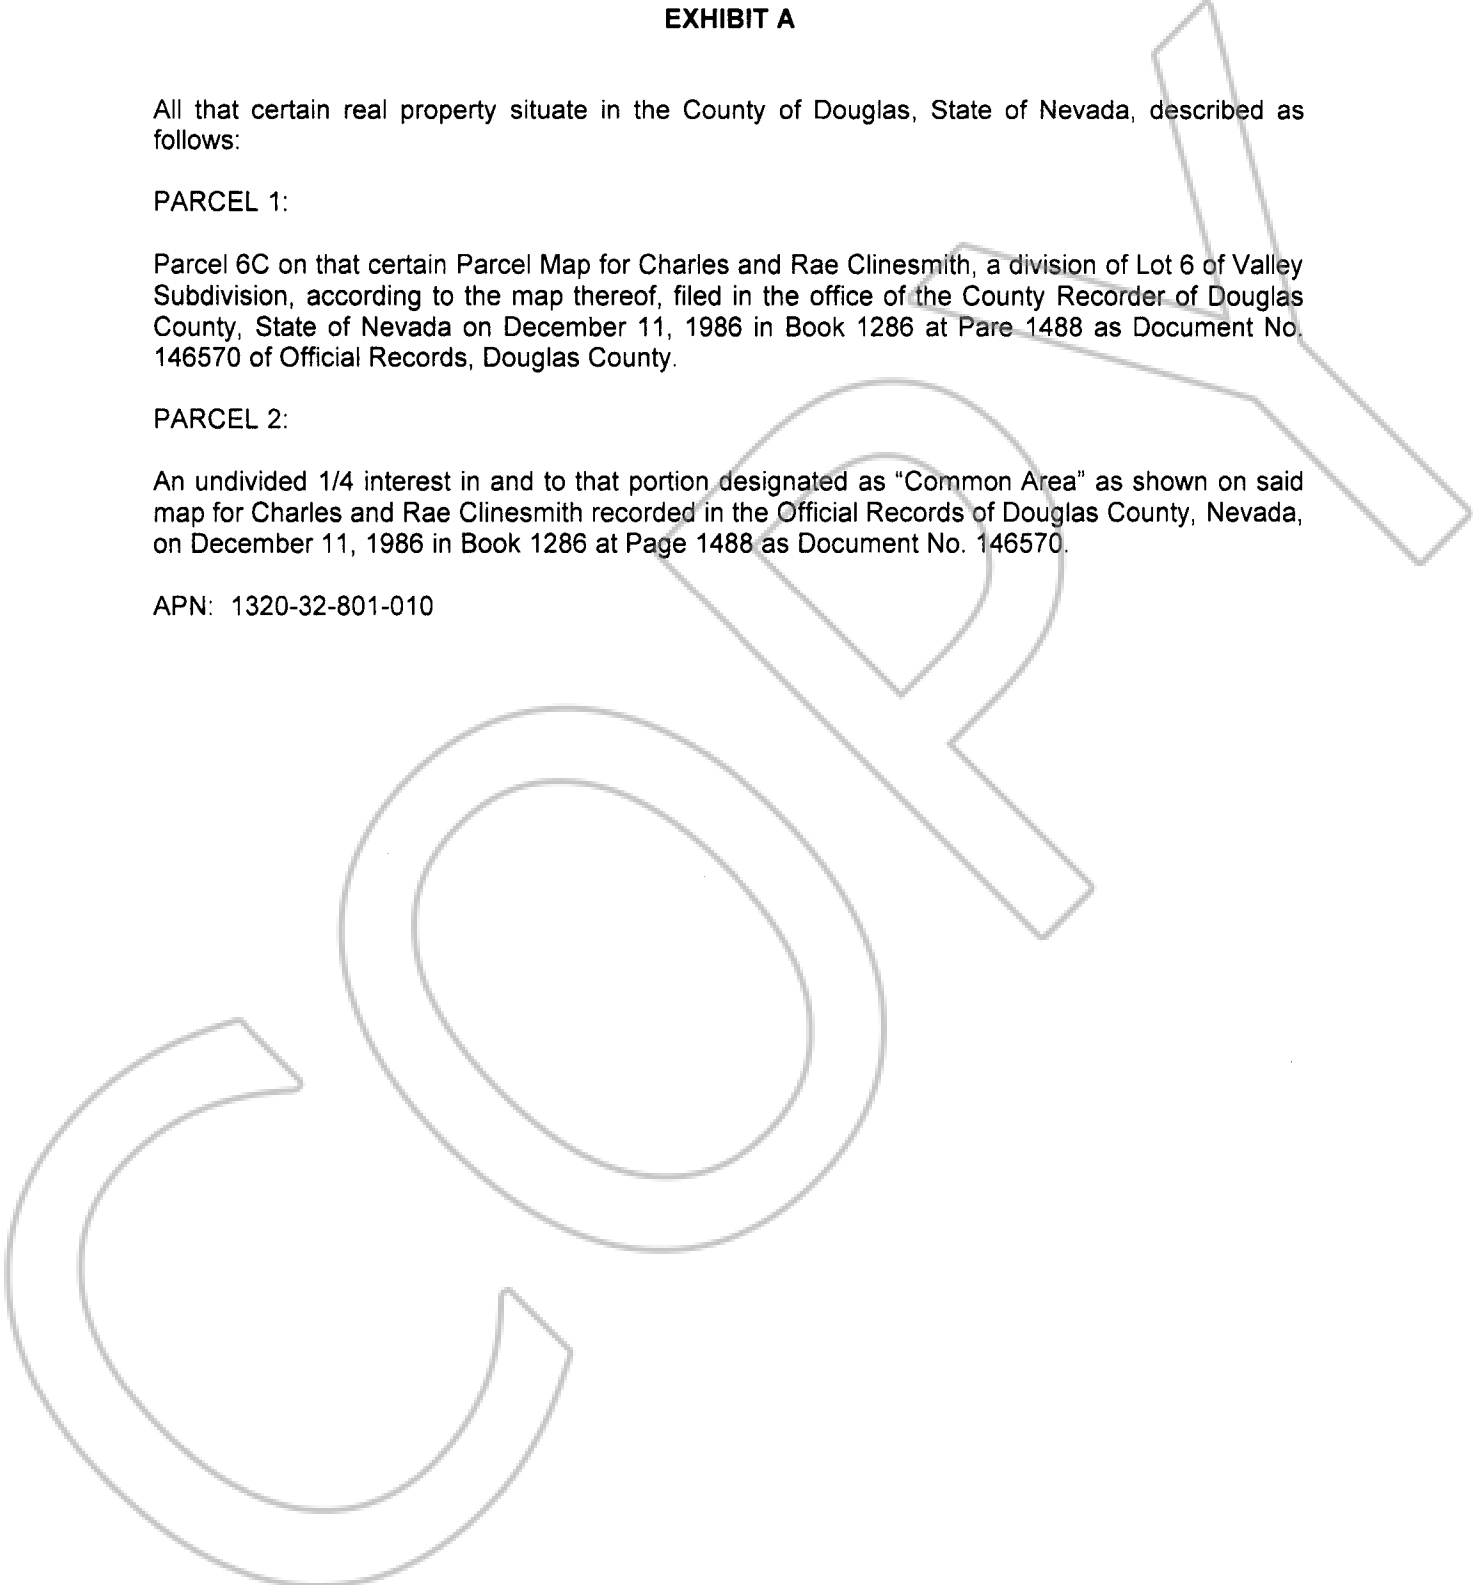 EXHIBIT A
All that certain real property situate in the County of Douglas, State of Nevada, described as
follows:
PARCEL 1:
Parcel 6C on that certain Parcel Map for Charles and Rae Clinesmith, a division of Lot 6 of Valley
Subdivision, according to the map thereof, filed in the office of the County Recorder of Douglas
County, State of Nevada on December 11, 1986 in Book 1286 at Pare 1488 as Document No.
146570 of Official Records, Douglas County.
PARCEL 2:
An undivided 1/4 interest in and to that portion designated as “Common Area” as shown on said
map for Charles and Rae Clinesmith recorded in the Official Records of Douglas County, Nevada,
on December 11, 1986 in Book 1286 at Page 1488 as Document No. 146570.
APN: 1320-32-801-010
COPY